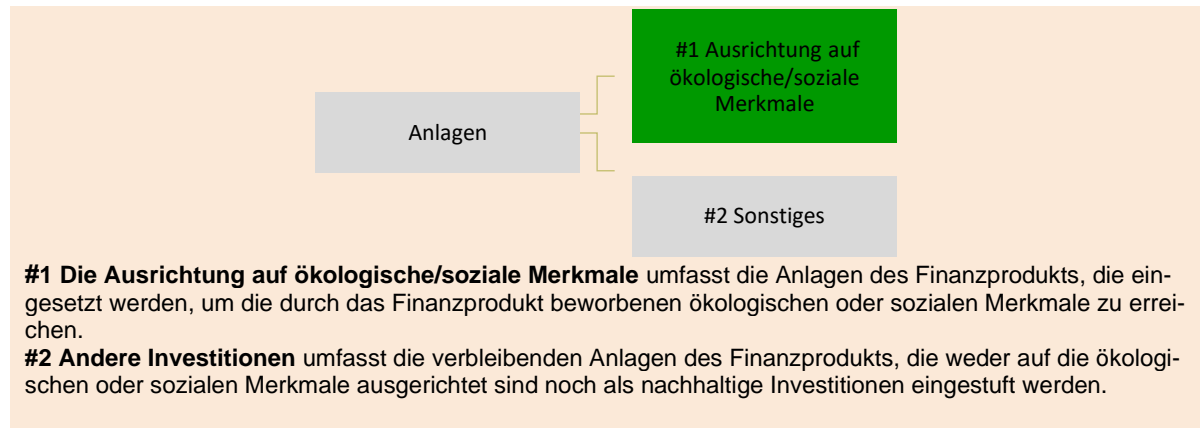 #1 Ausrichtung auf
ökologische/soziale
Merkmale
Anlagen
#2 Sonstiges
#1 Die Ausrichtung auf ökologische/soziale Merkmale umfasst die Anlagen des Finanzprodukts, die ein-
gesetzt werden, um die durch das Finanzprodukt beworbenen ökologischen oder sozialen Merkmale zu errei-
chen.
#2 Andere Investitionen umfasst die verbleibenden Anlagen des Finanzprodukts, die weder auf die ökologi-
schen oder sozialen Merkmale ausgerichtet sind noch als nachhaltige Investitionen eingestuft werden.